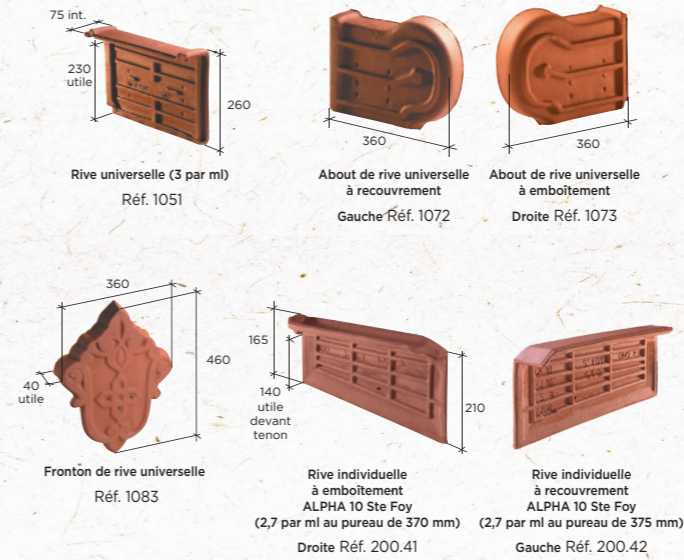 75 int.
230
utile
260
Rive universelle (3 par ml)
Réf. 1051
360
About de rive universelle
à recouvrement
Gauche Réf. 1072
360
About de rive universelle
à emboîtement
Droite Réf. 1073
360
460
40
utile
Fronton de rive universelle
Réf. 1083
165
140
utile
devant
tenon
210
Rive individuelle
à emboîtement
ALPHA 10 Ste Foy
(2,7 par ml au pureau de 370 mm)
Droite Réf. 200.41
Rive individuelle
à recouvrement
ALPHA 10 Ste Foy
(2,7 par ml au pureau de 375 mm)
Gauche Réf. 200.42